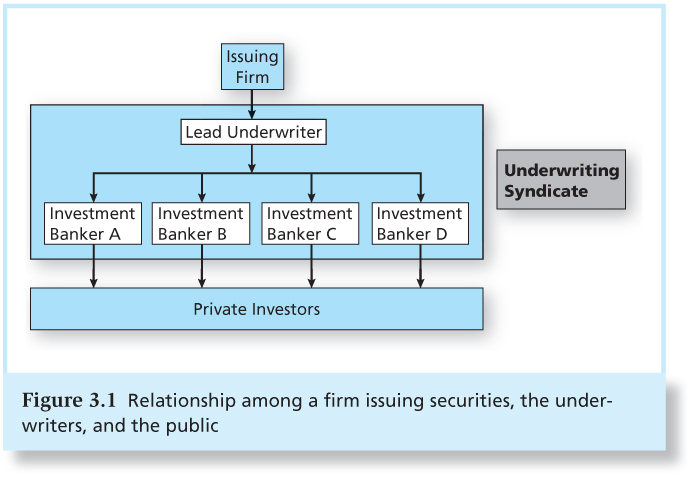 Issuing
Firm
Lead Underwriter
Underwriting
Syndicate
Investment
Banker A
Investment
Banker B
Investment
Banker C
Investment
Banker D
Private Investors
Figure 3.1 Relationship among a firm issuing securities, the under-
writers, and the public